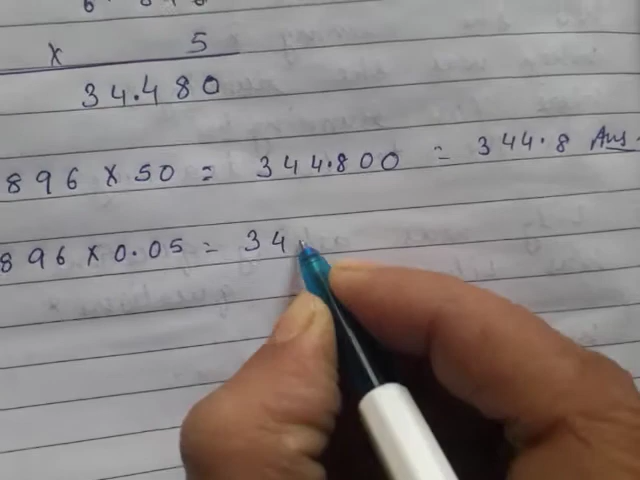 x 5
34.480
896 x 50 = 344.800 = 344.8 Ans.
896 x 0.05 = 34